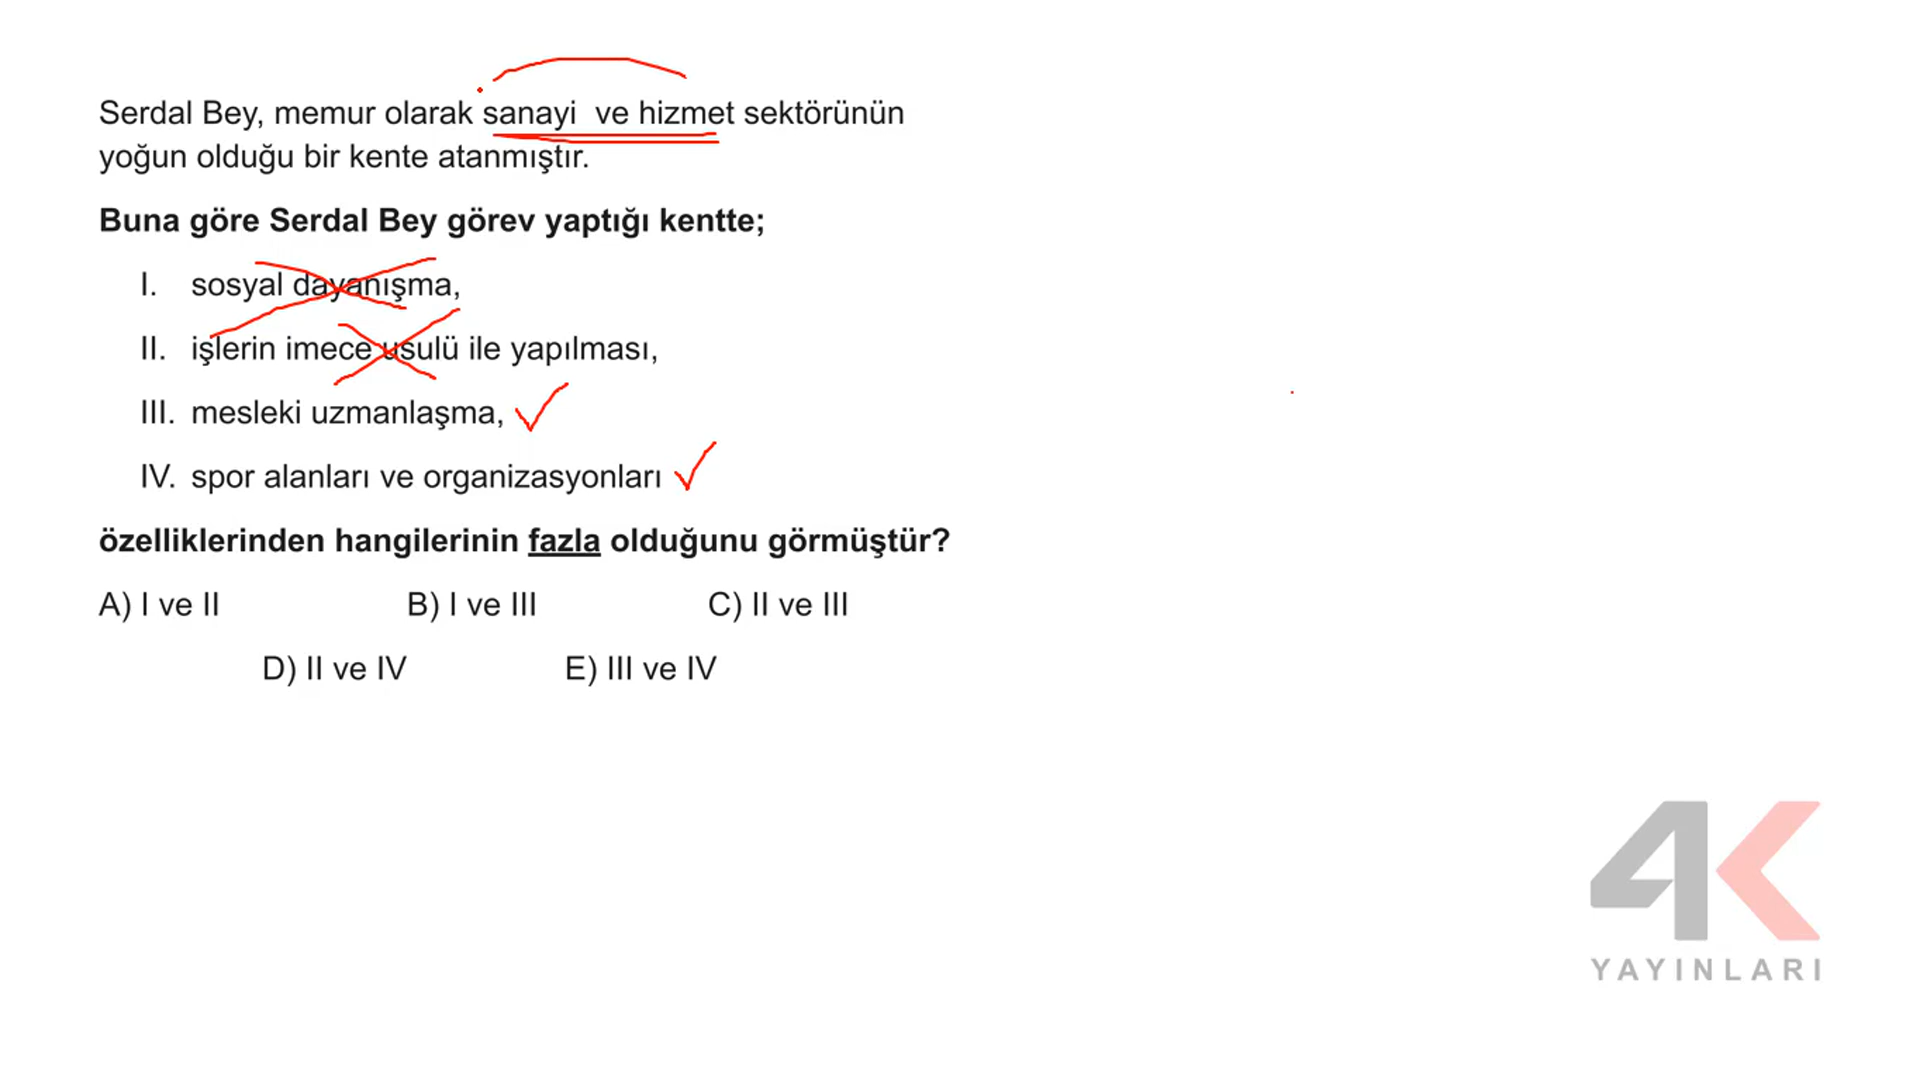 Serdal Bey, memur olarak sanayi ve hizmet sektörünün
yoğun olduğu bir kente atanmıştır.
Buna göre Serdal Bey görev yaptığı kentte;
I. sosyal dayanışma,
II. işlerin imece usulü ile yapılması,
III. mesleki uzmanlaşma,
IV. spor alanları ve organizasyonları
özelliklerinden hangilerinin fazla olduğunu görmüştür?
A) I ve II B) I ve III C) II ve III
D) II ve IV E) III ve IV
4K
YAYINLARI